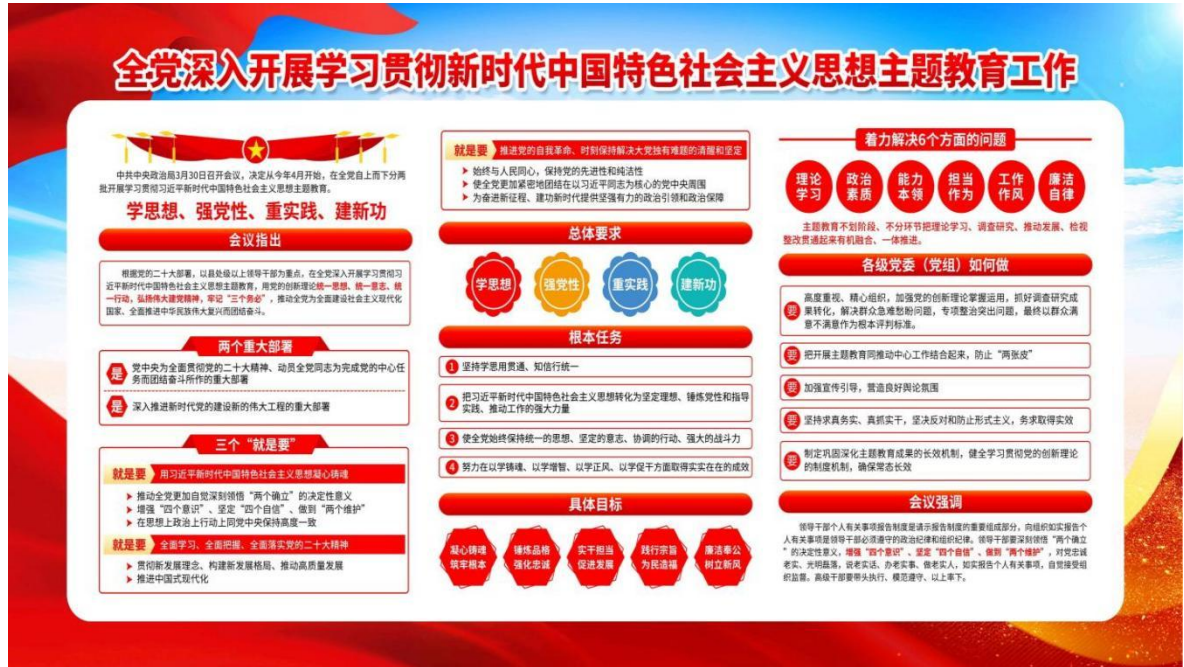 全党深入开展学习贯彻新时代中国特色社会主义思想主题教育工作
中共中央政治局3月30日召开会议，决定从今年4月开始，在全党自上而下分两
批开展学习贯彻习近平新时代中国特色社会主义思想主题教育。
学思想、强党性、重实践、建新功
会议指出
根据党的二十大部署，以县处级以上领导干部为重点，在全党深入开展学习贯彻习
近平新时代中国特色社会主义思想主题教育，用党的创新理论统一思想、统一意志、统
一行动，弘扬伟大建党精神，牢记“三个务必”，推动全党为全面建设社会主义现代化
国家、全面推进中华民族伟大复兴而团结奋斗。
两个重大部署
是
党中央为全面贯彻党的二十大精神、动员全党同志为完成党的中心任
务而团结奋斗所作的重大部署
是
深入推进新时代党的建设新的伟大工程的重大部署
三个“就是要”
就是要 用习近平新时代中国特色社会主义思想凝心铸魂
推动全党更加自觉深刻领悟“两个确立”的决定性意义
增强“四个意识”、坚定“四个自信”、做到“两个维护”
在思想上政治上行动上同党中央保持高度一致
就是要 全面学习、全面把握、全面落实党的二十大精神
贯彻新发展理念、构建新发展格局、推动高质量发展
推进中国式现代化
就是要 推进党的自我革命、时刻保持解决大党独有难题的清醒和坚定
始终与人民同心，保持党的先进性和纯洁性
使全党更加紧密地团结在以习近平同志为核心的党中央周围
为奋进新征程、建功新时代提供坚强有力的政治引领和政治保障
总体要求
学思想
强党性
重实践
建新功
根本任务
1 坚持学思用贯通、知信行统一
2 把习近平新时代中国特色社会主义思想转化为坚定理想、锤炼党性和指导
实践、推动工作的强大力量
3 使全党始终保持统一的思想、坚定的意志、协调的行动、强大的战斗力
4 努力在以学铸魂、以学增智、以学正风、以学促干方面取得实实在在的成效
具体目标
凝心铸魂
筑牢根本
锤炼品格
强化忠诚
实干担当
促进发展
践行宗旨
为民造福
廉洁奉公
树立新风
着力解决6个方面的问题
理论
学习
政治
素质
能力
本领
担当
作为
工作
作风
廉洁
自律
主题教育不划阶段、不分环节把理论学习、调查研究、推动发展、检视
整改贯通起来有机融合、一体推进。
各级党委（党组）如何做
要
高度重视、精心组织，加强党的创新理论掌握运用，抓好调查研究成
果转化，解决群众急难愁盼问题，专项整治突出问题，最终以群众满
意不满意作为根本评判标准。
要 把开展主题教育同推动中心工作结合起来，防止“两张皮”
要 加强宣传引导，营造良好舆论氛围
要 坚持求真务实、真抓实干，坚决反对和防止形式主义，务求取得实效
要
制定巩固深化主题教育成果的长效机制，健全学习贯彻党的创新理论
的制度机制，确保常态长效
会议强调
领导干部个人有关事项报告制度是请示报告制度的重要组成部分，向组织如实报告个
人有关事项是领导干部必须遵守的政治纪律和组织纪律。领导干部要深刻领悟“两个确立
”的决定性意义，增强“四个意识”、坚定“四个自信”、做到“两个维护”，对党忠诚
老实、光明磊落，说老实话、办老实事、做老实人，如实报告个人有关事项，自觉接受组
织监督。高级干部要带头执行、模范遵守、以上率下。